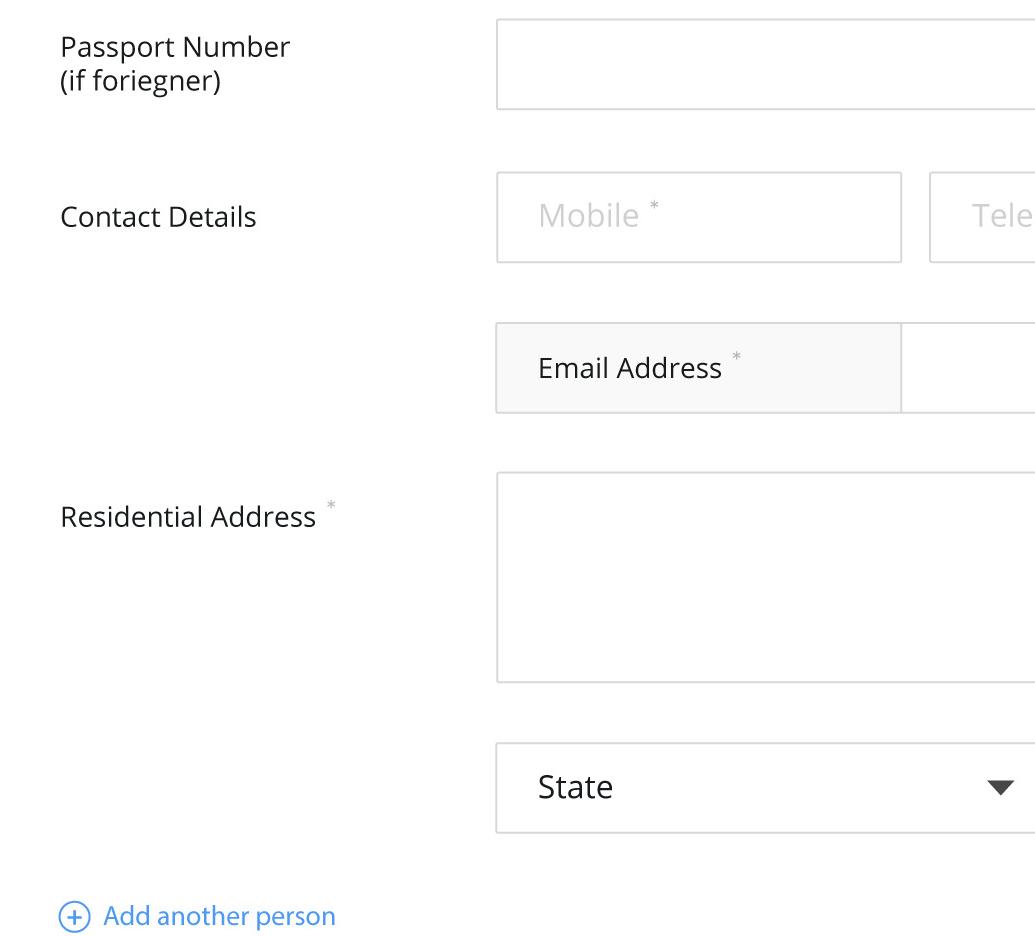 Passport Number
(if foriegner)
Contact Details
Mobile *
Tele
Email Address *
Residential Address *
State
Add another person